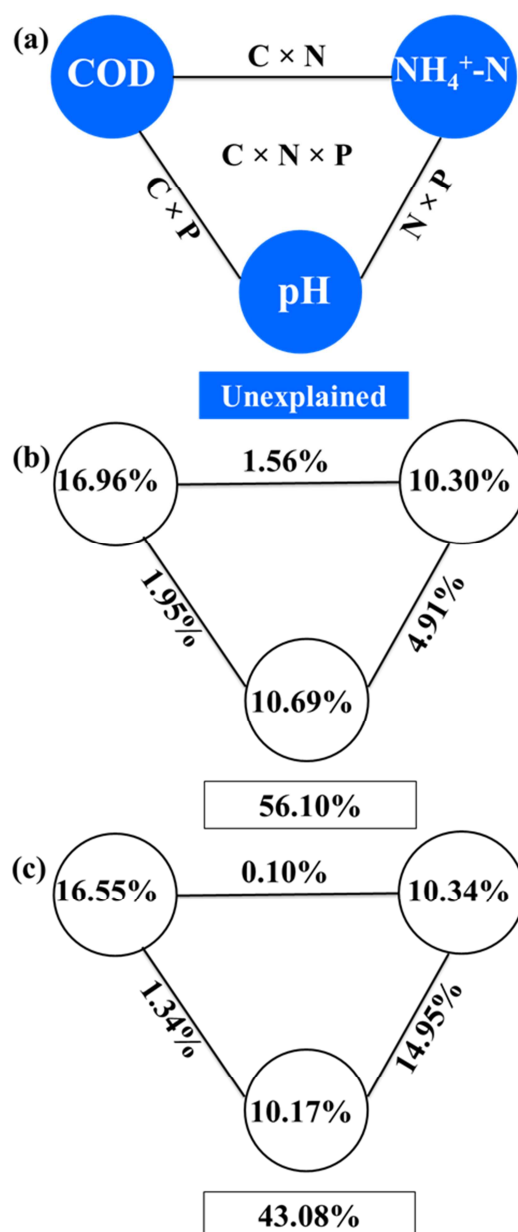 (a)
COD
C × N
NH₄⁺-N
C × N × P
C × P
N × P
pH
Unexplained
(b)
16.96%
1.56%
10.30%
1.95%
4.91%
10.69%
56.10%
(c)
16.55%
0.10%
10.34%
1.34%
14.95%
10.17%
43.08%